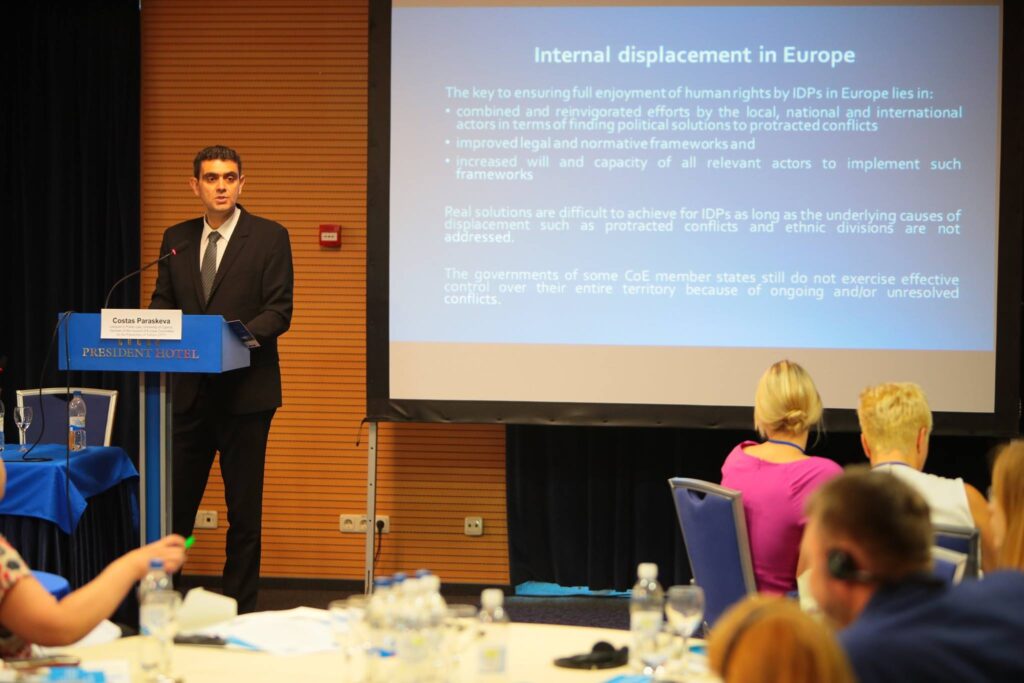 Internal displacement in Europe
The key to ensuring full enjoyment of human rights by IDPs in Europe lies in:
• combined and reinvigorated efforts by the local, national and international
actors in terms of finding political solutions to protracted conflicts
• improved legal and normative frameworks and
• increased will and capacity of all relevant actors to implement such
frameworks
Real solutions are difficult to achieve for IDPs as long as the underlying causes of
displacement such as protracted conflicts and ethnic divisions are not
addressed.
The governments of some CoE member states still do not exercise effective
control over their entire territory because of ongoing and/or unresolved
conflicts.
Costas Paraskeva
PRESIDENT HOTEL